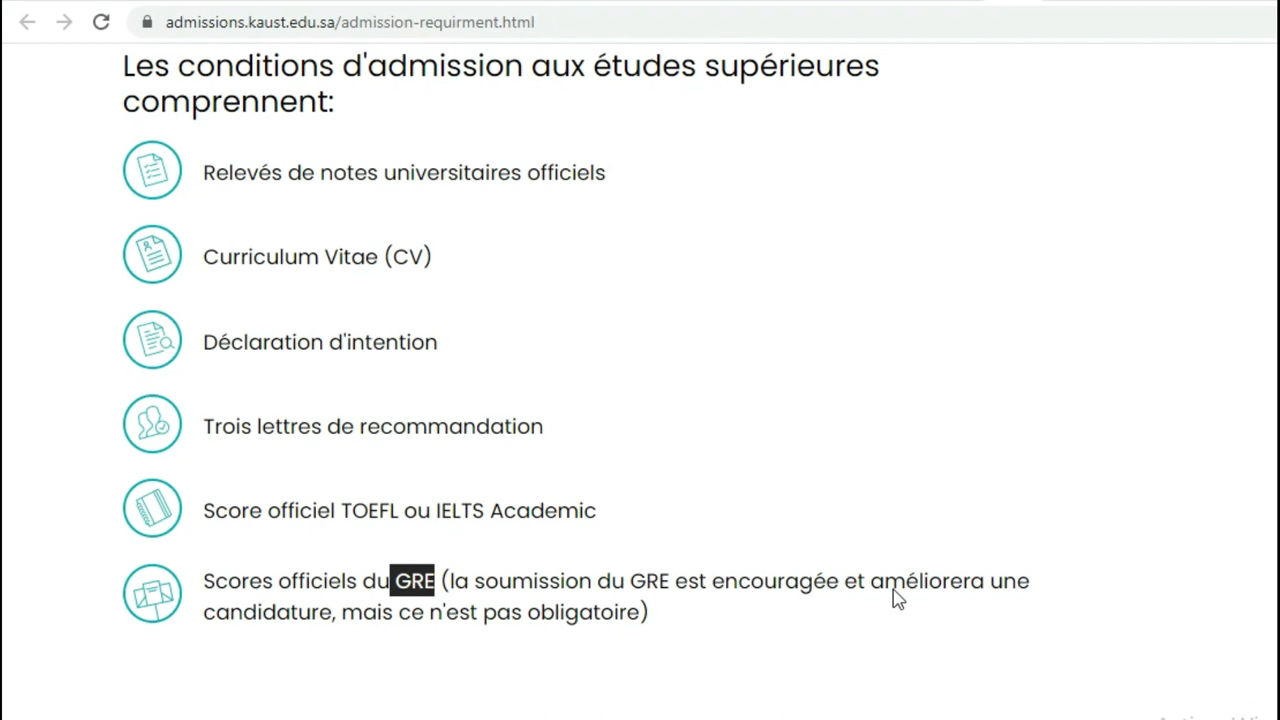 admissions.kaust.edu.sa/admission-requirment.html
Les conditions d'admission aux études supérieures
comprennent:
Relevés de notes universitaires officiels
Curriculum Vitae (CV)
Déclaration d'intention
Trois lettres de recommandation
Score officiel TOEFL ou IELTS Academic
Scores officiels du GRE (la soumission du GRE est encouragée et améliorera une
candidature, mais ce n'est pas obligatoire)